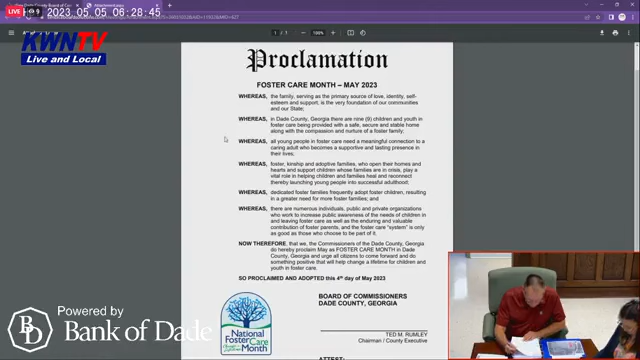 Dade County Board of Com
Attachment.aspx
LIVE
2023.05.05 06:28:45
1 / 1
100%
KWNTV
Live and Local
Proclamation
FOSTER CARE MONTH – MAY 2023
WHEREAS, the family, serving as the primary source of love, identity, self-
esteem and support, is the very foundation of our communities
and our State;
WHEREAS, in Dade County, Georgia there are nine (9) children and youth in
foster care being provided with a safe, secure and stable home
along with the compassion and nurture of a foster family;
WHEREAS, all young people in foster care need a meaningful connection to a
caring adult who becomes a supportive and lasting presence in
their lives;
WHEREAS, foster, kinship and adoptive families, who open their homes and
hearts and support children whose families are in crisis, play a
vital role in helping children and families heal and reconnect
thereby launching young people into successful adulthood;
WHEREAS, dedicated foster families frequently adopt foster children, resulting
in a greater need for more foster families; and
WHEREAS, there are numerous individuals, public and private organizations
who work to increase public awareness of the needs of children in
and leaving foster care as well as the enduring and valuable
contribution of foster parents, and the foster care "system" is only
as good as those who choose to be part of it.
NOW THEREFORE, that we, the Commissioners of the Dade County, Georgia
do hereby proclaim May as FOSTER CARE MONTH in Dade
County, Georgia and urge all citizens to come forward and do
something positive that will help change a lifetime for children and
youth in foster care.
SO PROCLAIMED AND ADOPTED this 4th day of May 2023
BOARD OF COMMISSIONERS
DADE COUNTY, GEORGIA
TED M. RUMLEY
Chairman / County Executive
ATTEST:
National
Foster Care
Month
Powered by
BD Bank of Dade